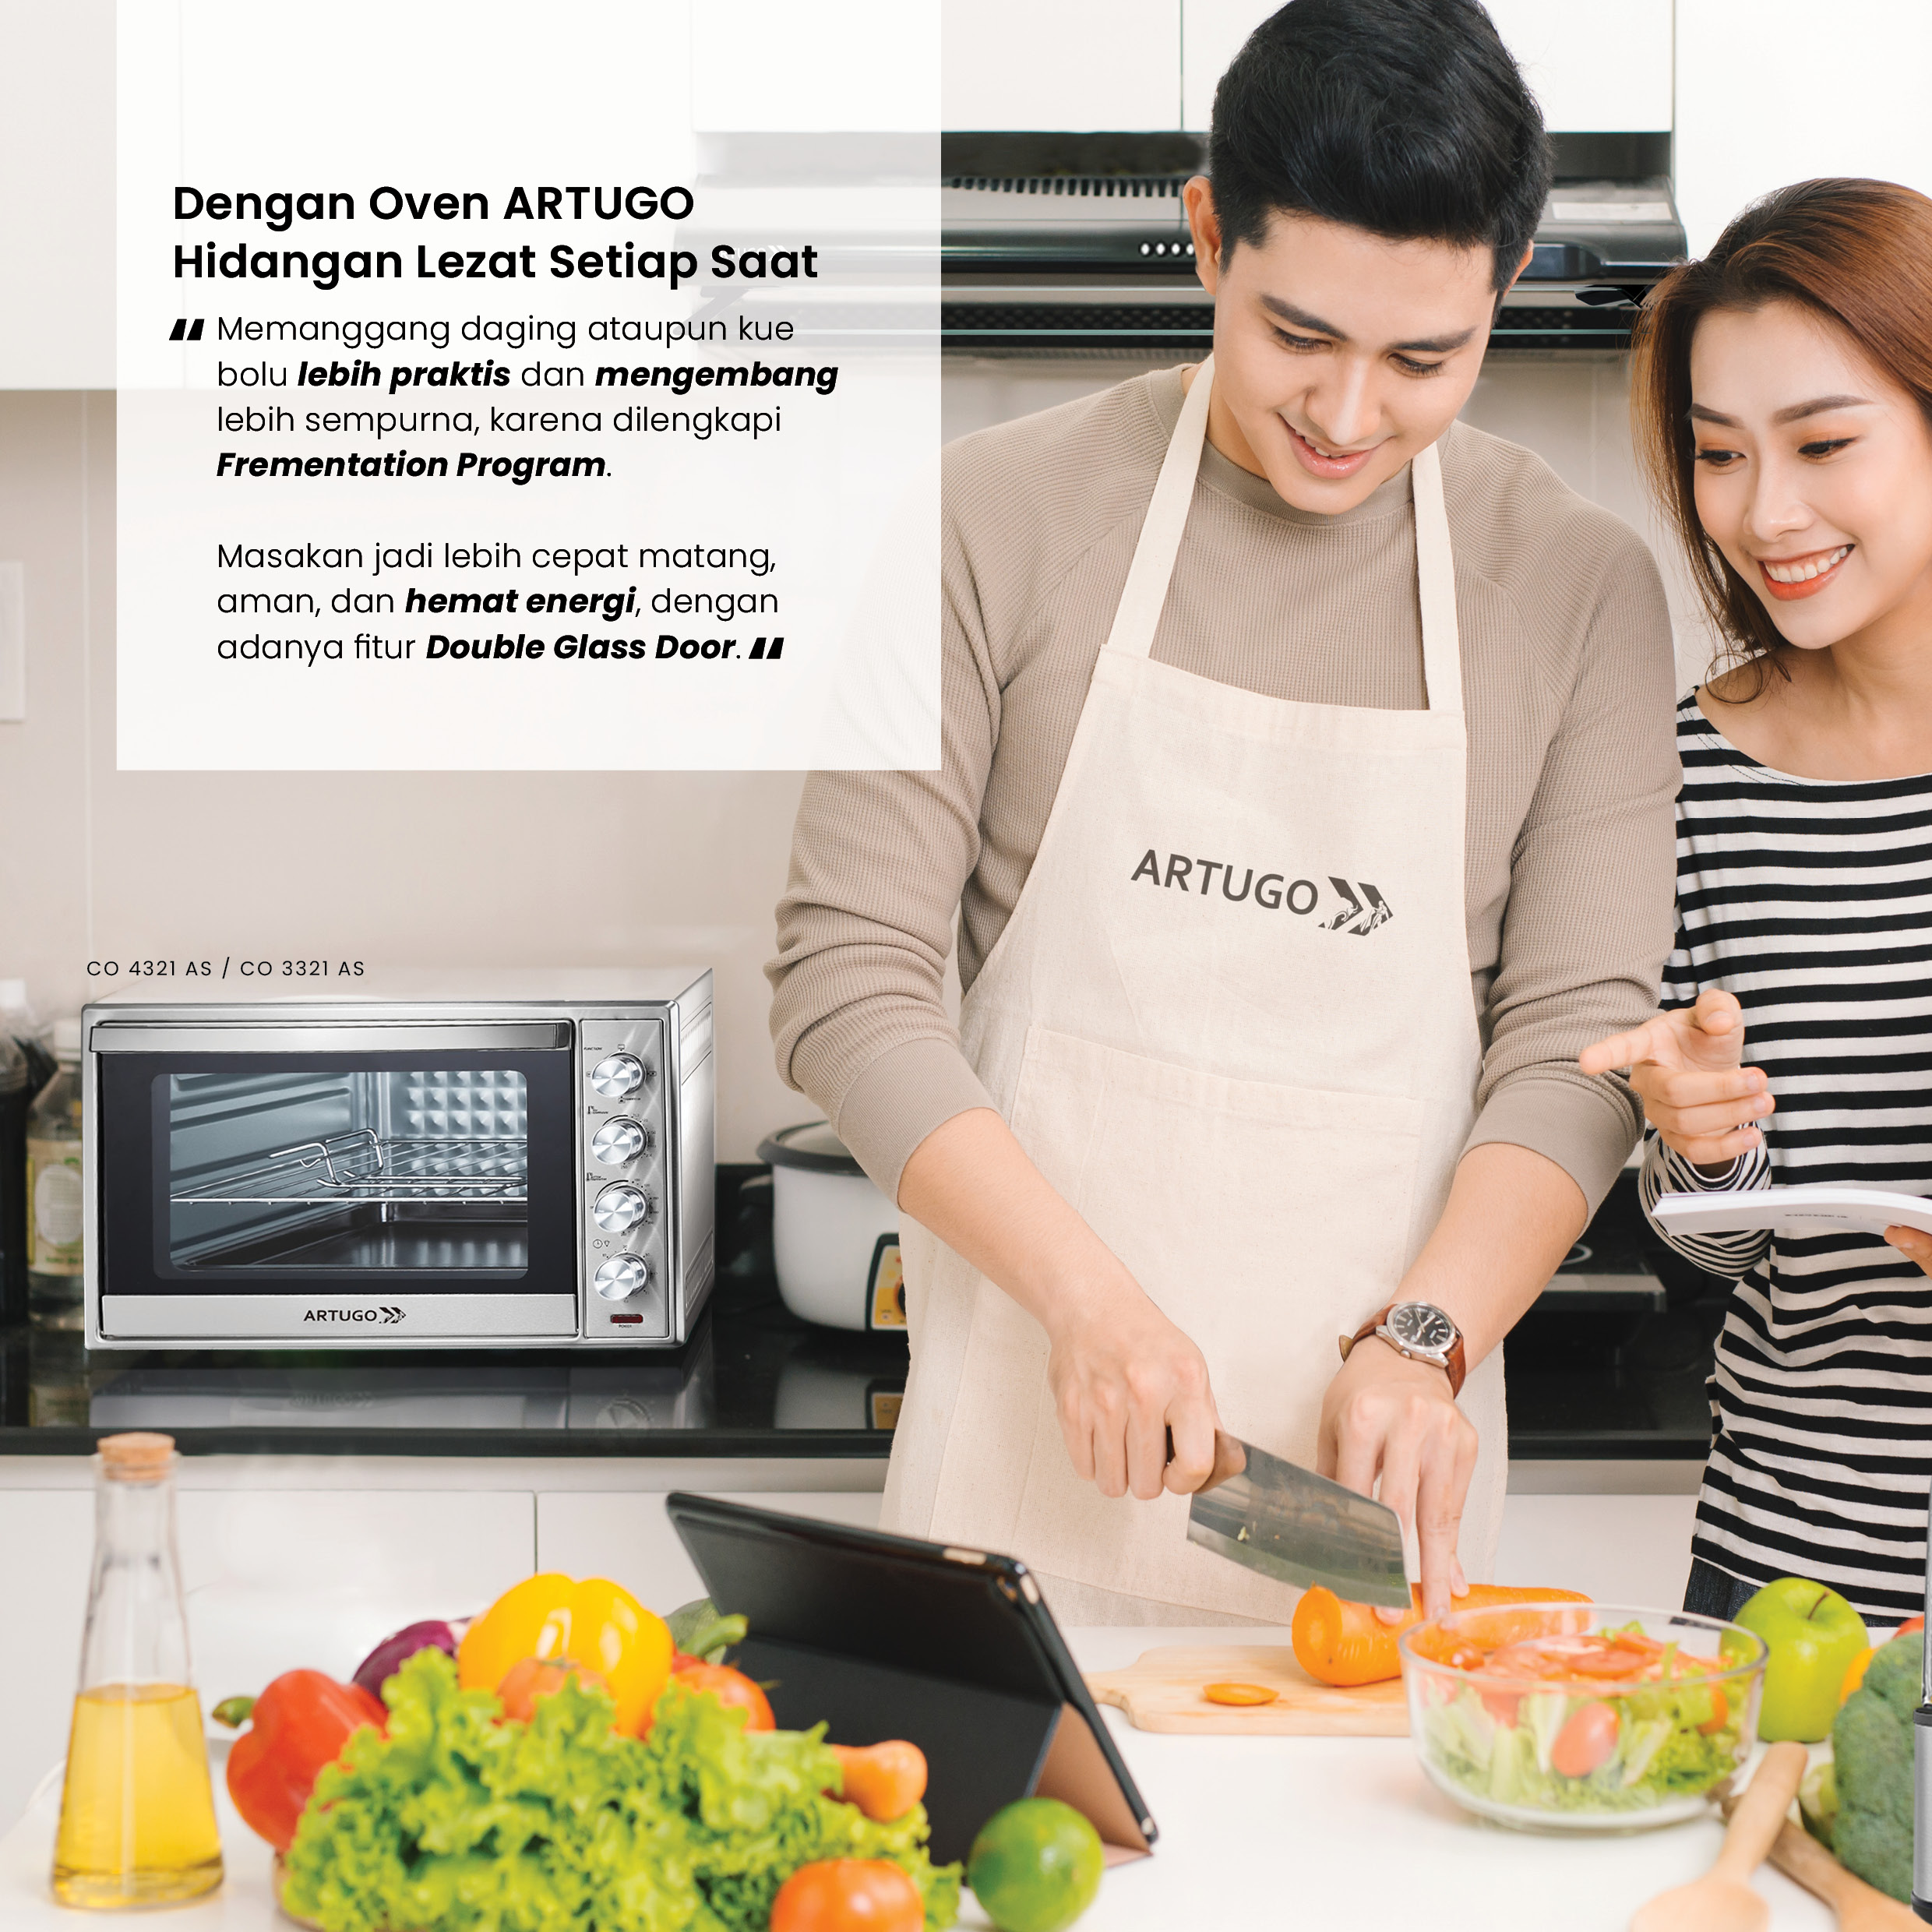 Dengan Oven ARTUGO
Hidangan Lezat Setiap Saat
Memanggang daging ataupun kue
bolu lebih praktis dan mengembang
lebih sempurna, karena dilengkapi
Frementation Program.
Masakan jadi lebih cepat matang,
aman, dan hemat energi, dengan
adanya fitur Double Glass Door.
ARTUGO
CO 4321 AS / CO 3321 AS
ARTUGO